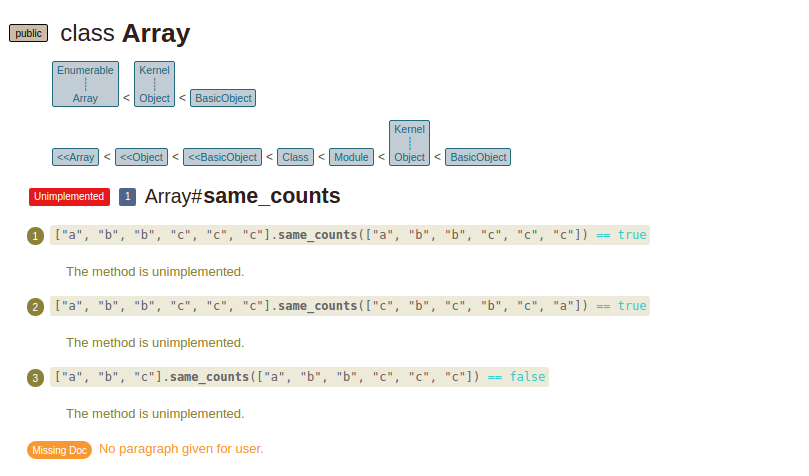 public class Array
Enumerable Kernel
Array < Object < BasicObject
Kernel
<<Array < <<Object < <<BasicObject < Class < Module < Object < BasicObject
Unimplemented 1 Array#same_counts
1 ["a", "b", "b", "c", "c", "c"].same_counts(["a", "b", "b", "c", "c", "c"]) == true
The method is unimplemented.
2 ["a", "b", "b", "c", "c", "c"].same_counts(["c", "b", "c", "b", "c", "a"]) == true
The method is unimplemented.
3 ["a", "b", "c"].same_counts(["a", "b", "b", "c", "c", "c"]) == false
The method is unimplemented.
Missing Doc No paragraph given for user.